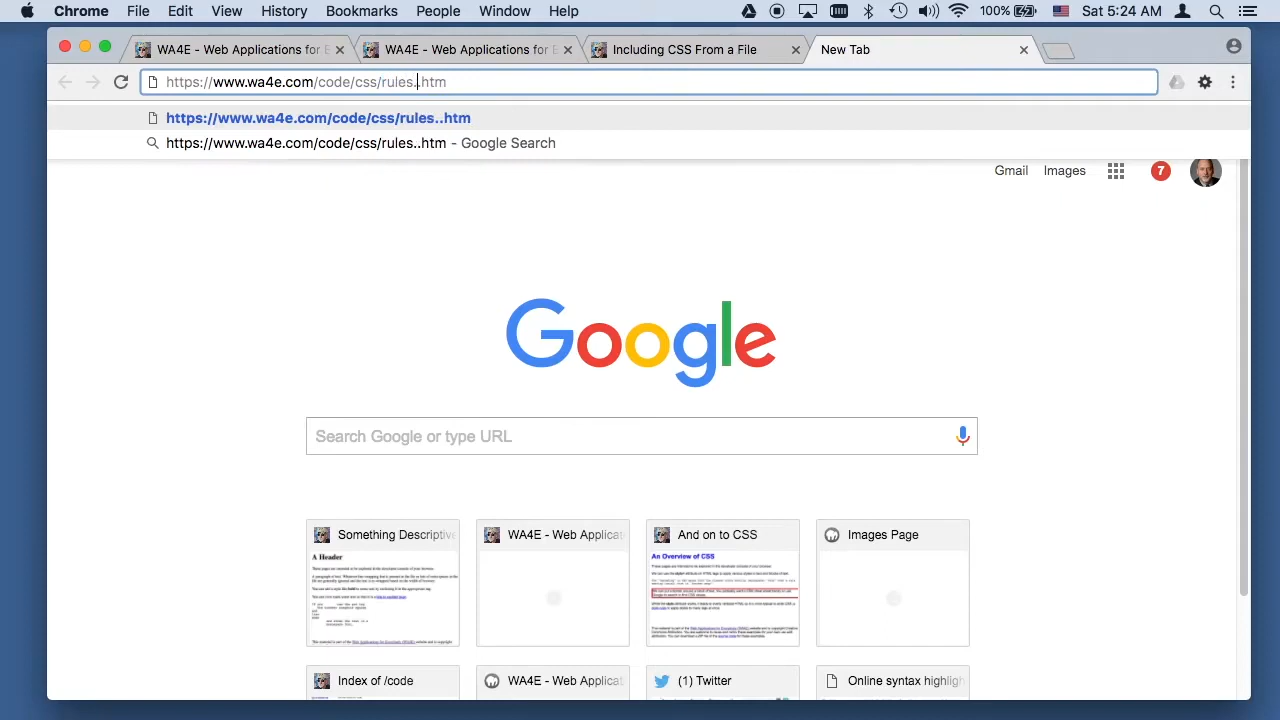 Chrome File Edit View History Bookmarks People Window Help 100% Sat 5:24 AM
WA4E - Web Applications for E WA4E - Web Applications for E Including CSS From a File New Tab
https://www.wa4e.com/code/css/rules..htm
https://www.wa4e.com/code/css/rules..htm
https://www.wa4e.com/code/css/rules..htm - Google Search
Gmail Images 7
Google
Search Google or type URL
Something Descriptive WA4E - Web Applicat And on to CSS Images Page
A Header
An Overview of CSS
Index of /code WA4E - Web Applicat (1) Twitter Online syntax highligh